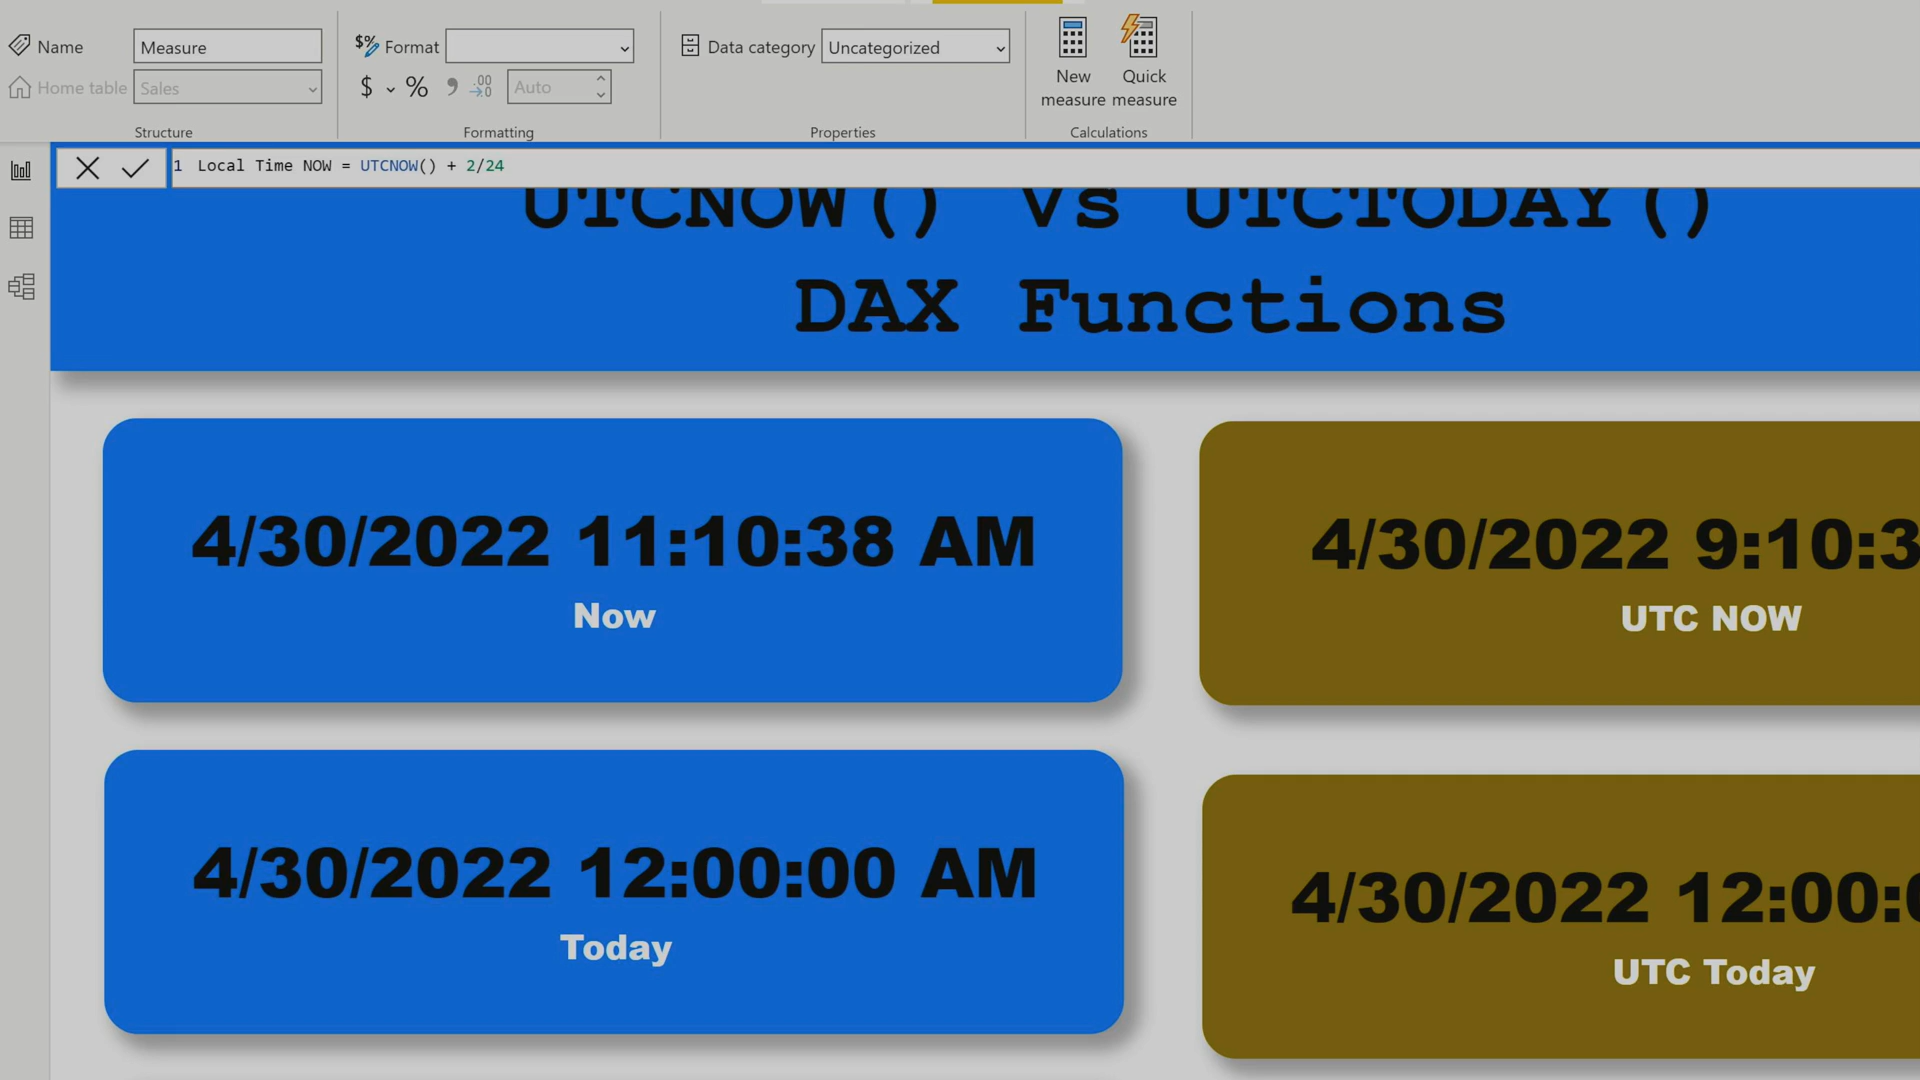 Name
Measure
Format
Data category
Uncategorized
New
measure
Quick
measure
Home table
Sales
$
%
.00
0
Auto
Structure
Formatting
Properties
Calculations
1 Local Time NOW = UTCNOW() + 2/24
UTCNOW() Vs UTCTODAY()
DAX Functions
4/30/2022 11:10:38 AM
Now
4/30/2022 9:10:3
UTC NOW
4/30/2022 12:00:00 AM
Today
4/30/2022 12:00:0
UTC Today